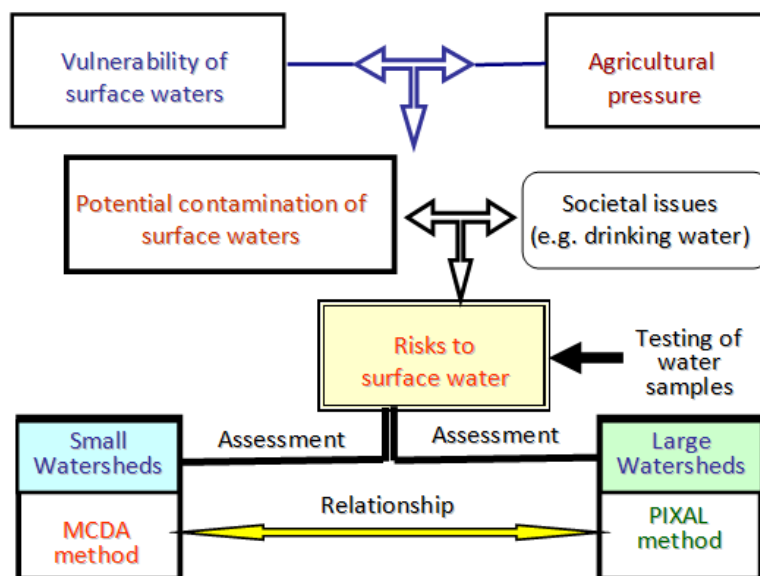 Vulnerability of
surface waters
Agricultural
pressure
Potential contamination of
surface waters
Societal issues
(e.g. drinking water)
Risks to
surface water
Testing of
water
samples
Small
Watersheds
Assessment
Assessment
Large
Watersheds
MCDA
method
Relationship
PIXAL
method